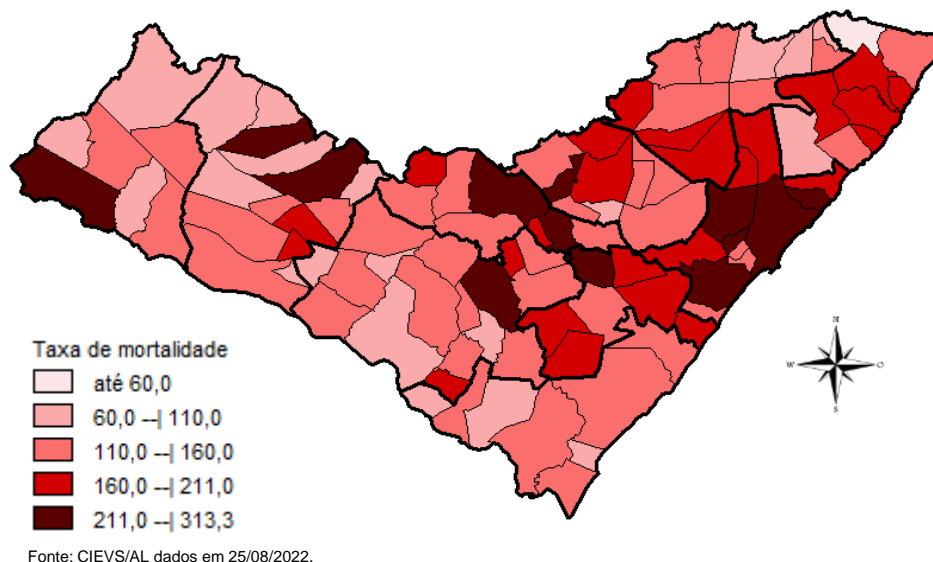 N
W
O
S
Taxa de mortalidade
até 60,0
60,0 --| 110,0
110,0 --| 160,0
160,0 --| 211,0
211,0 --| 313,3
Fonte: CIEVS/AL dados em 25/08/2022.